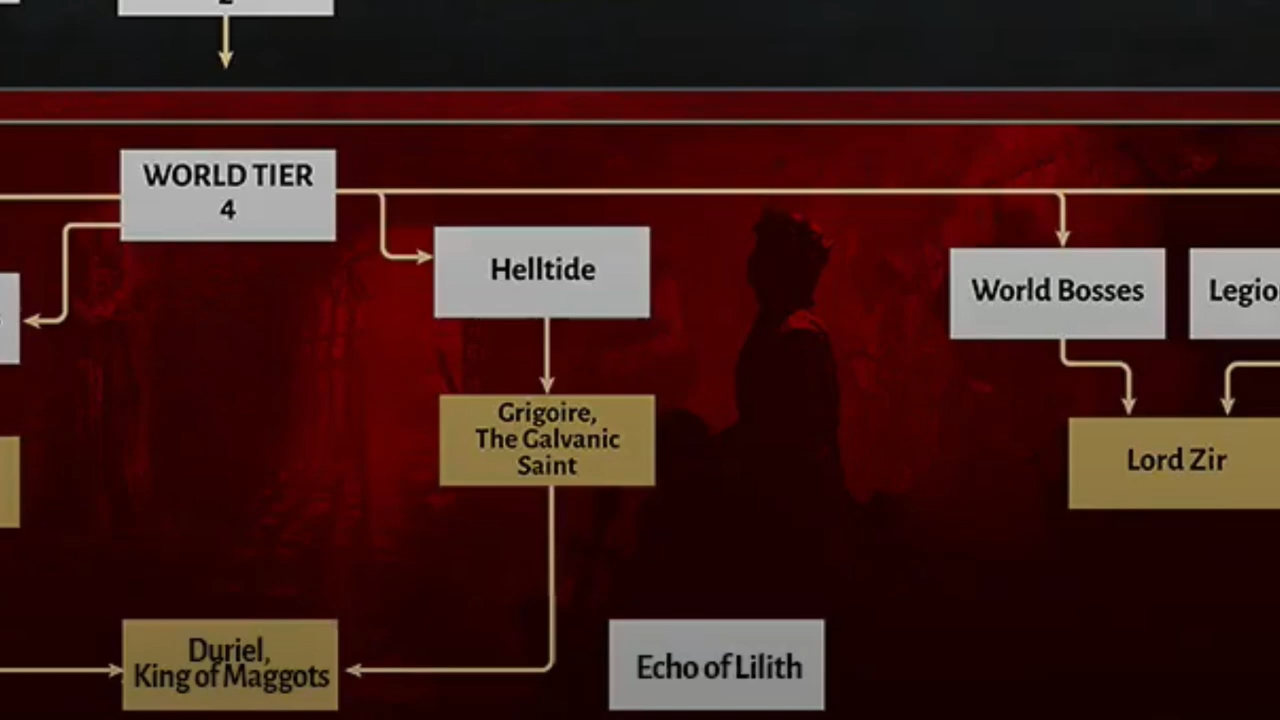 WORLD TIER
4
Helltide
World Bosses
Grigoire,
The Galvanic
Saint
Lord Zir
Duriel,
King of Maggots
Echo of Lilith